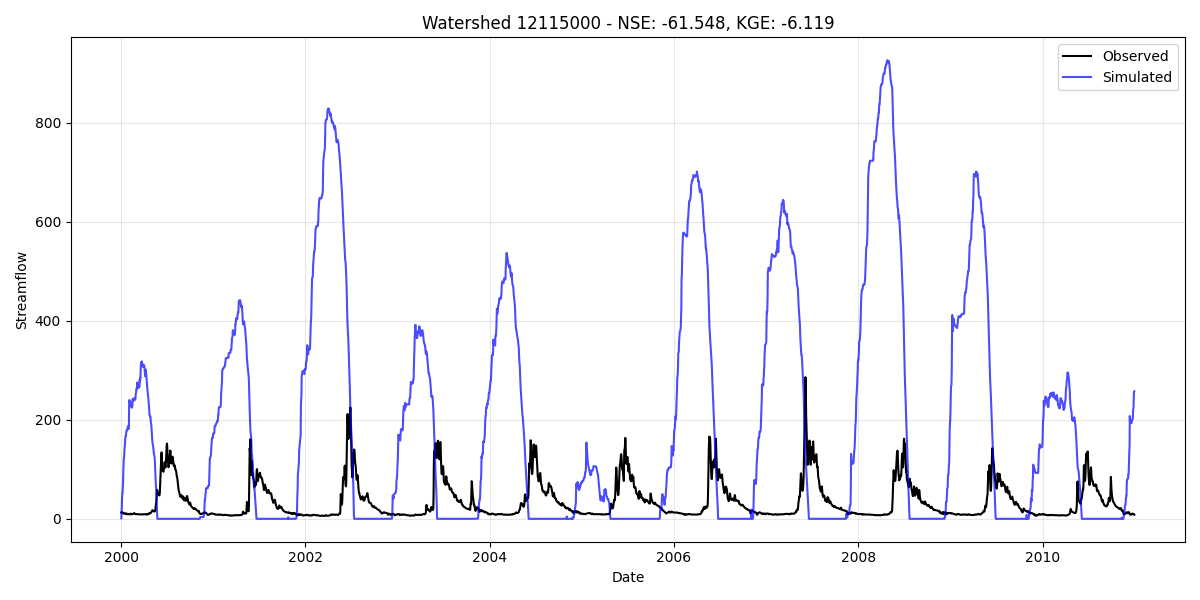 Watershed 12115000 - NSE: -61.548, KGE: -6.119
Observed
Simulated
Streamflow
800
600
400
200
0
2000 2002 2004 2006 2008 2010
Date